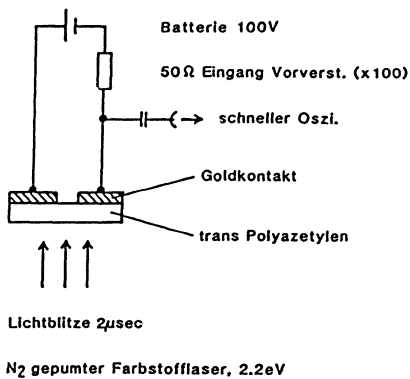 Batterie 100V
50Ω Eingang Vorverst. (x100)
schneller Oszi.
Goldkontakt
trans Polyazetylen
Lichtblitze 2µsec
N₂ gepumter Farbstofflaser, 2.2eV